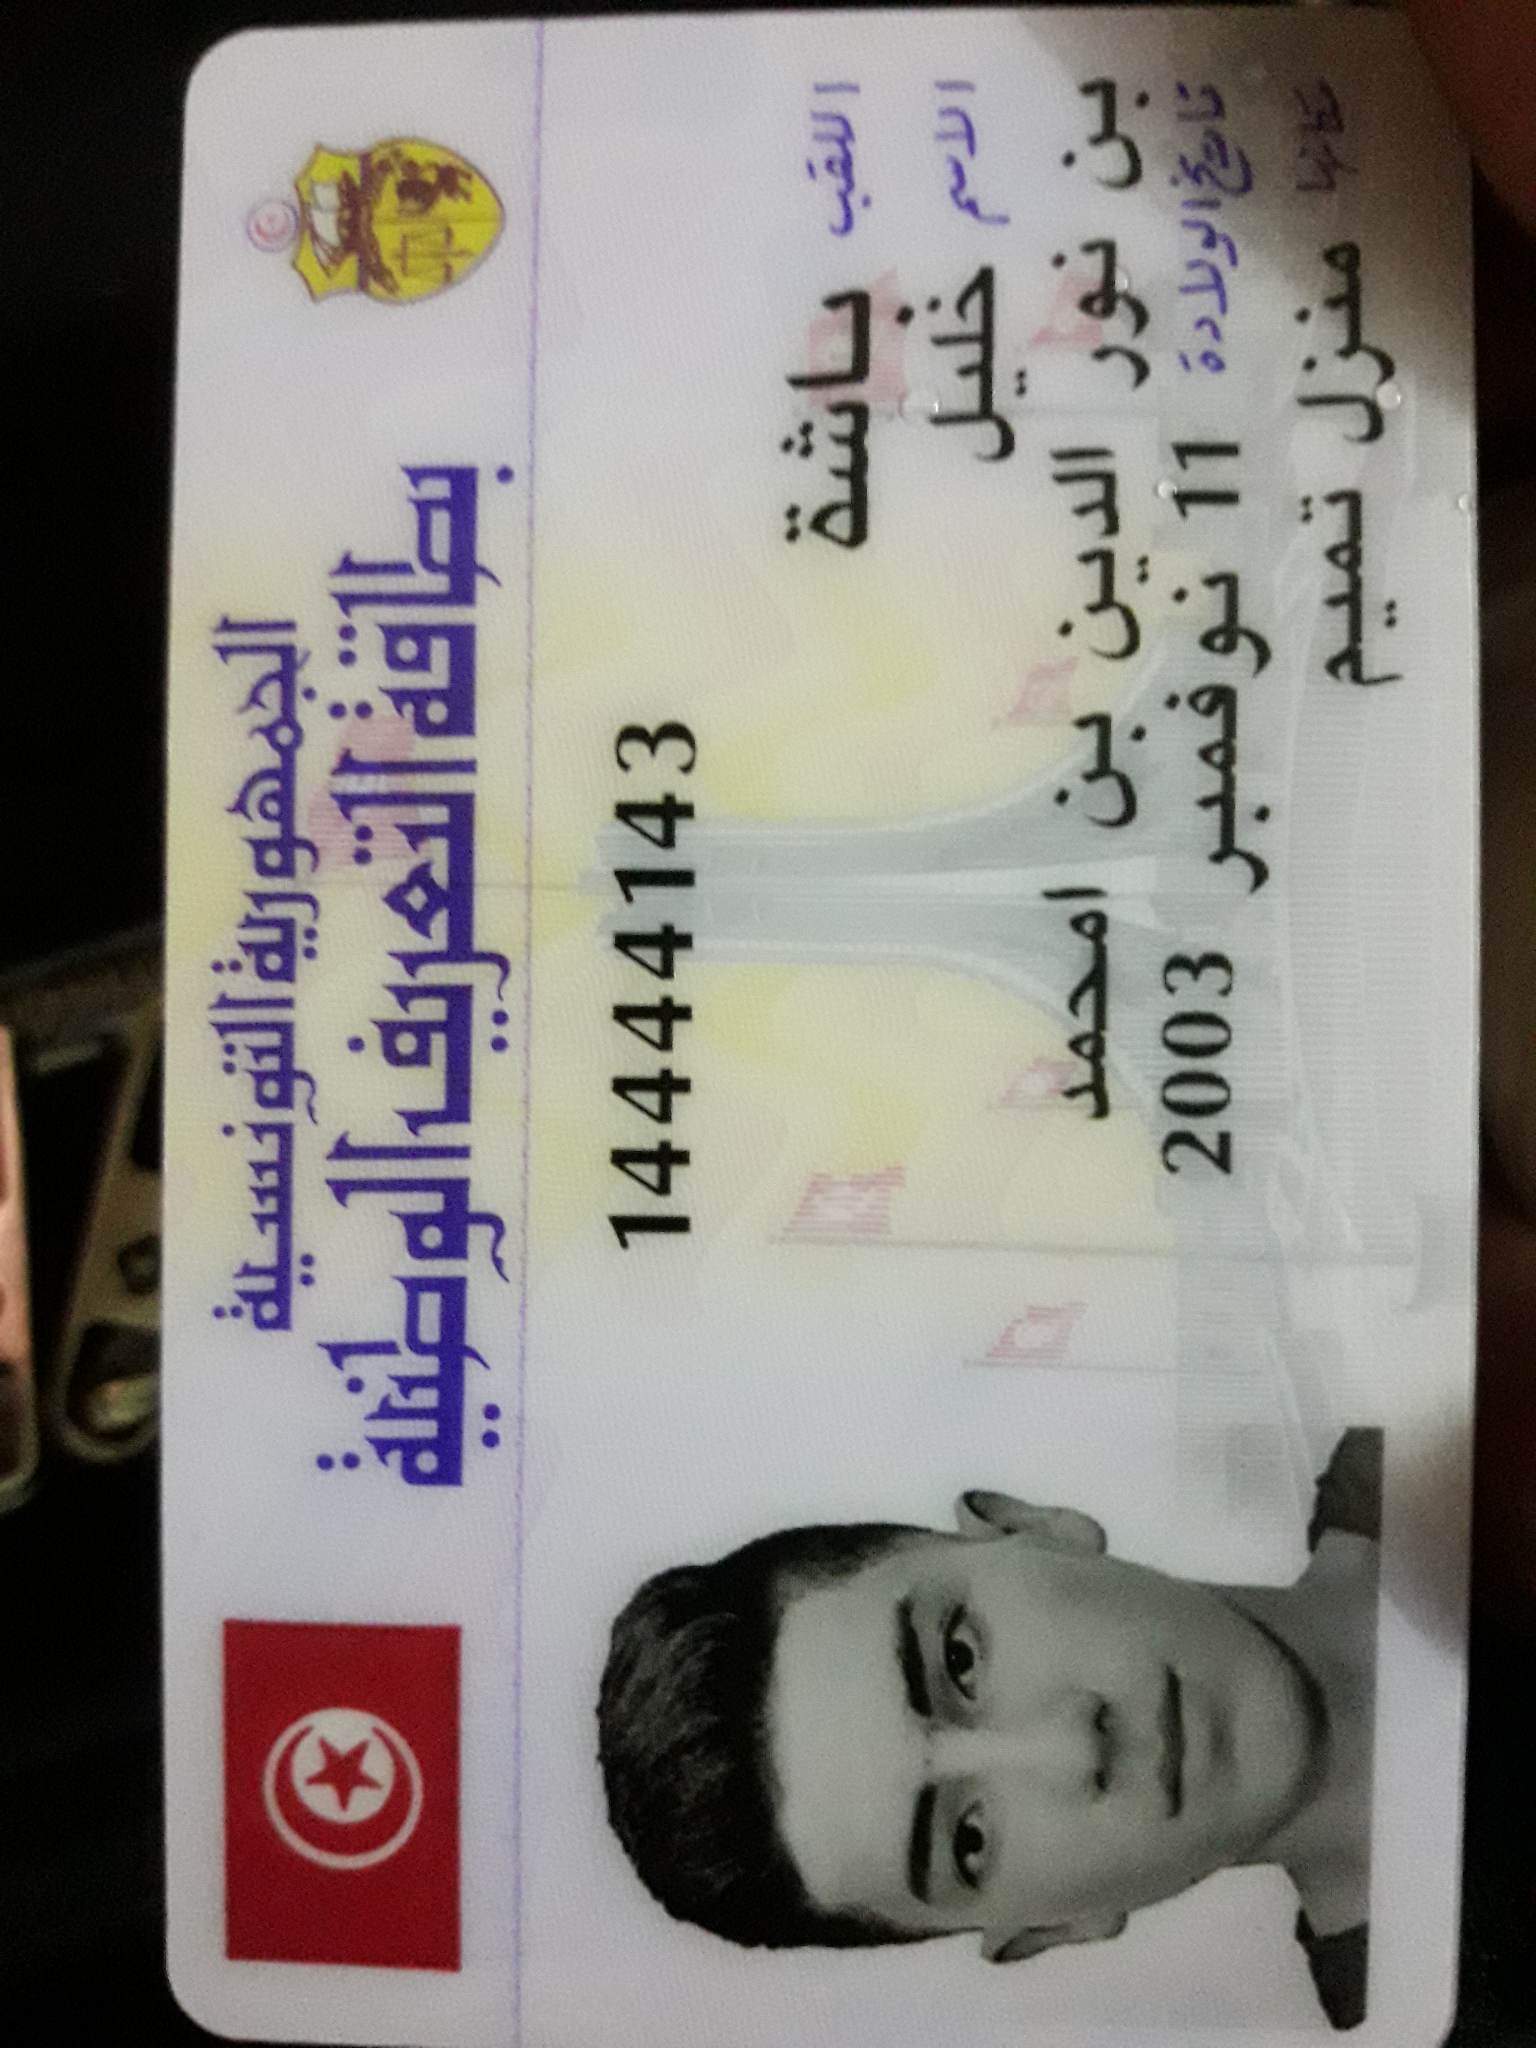 الجمهورية التونسية
بطاقة التعريف الوطنية
14444143
اللقب باشة
الاسم خليل
بن نور الدين بن امحمد
تاريخ الولادة 11 نوفمبر 2003
مكانها منزل تميم